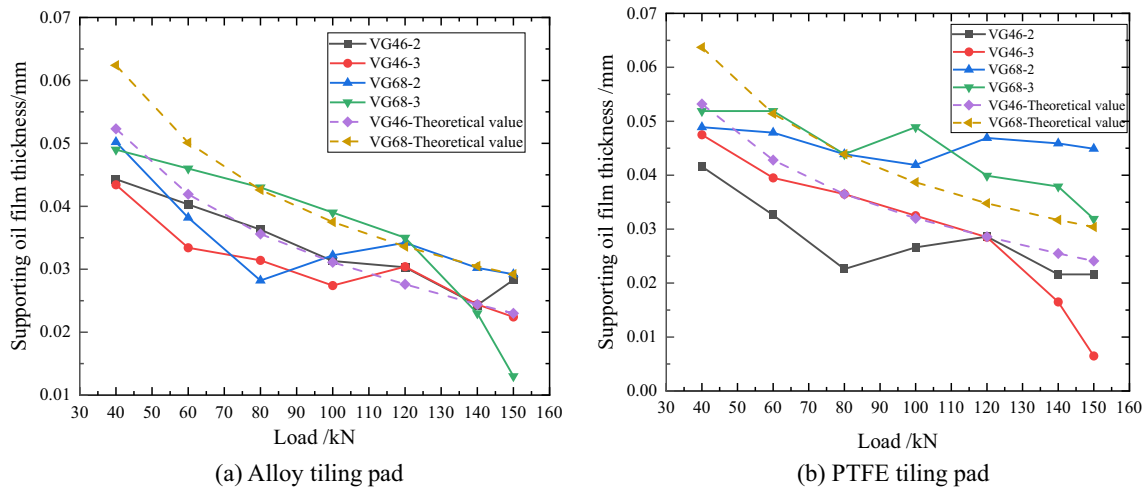 0.07
0.06
0.05
0.04
0.03
0.02
0.01
Supporting oil film thickness/mm
30 40 50 60 70 80 90 100 110 120 130 140 150 160
Load /kN
VG46-2
VG46-3
VG68-2
VG68-3
VG46-Theoretical value
VG68-Theoretical value
(a) Alloy tiling pad
0.07
0.06
0.05
0.04
0.03
0.02
0.01
0.00
Supporting oil film thickness /mm
30 40 50 60 70 80 90 100 110 120 130 140 150 160
Load /kN
VG46-2
VG46-3
VG68-2
VG68-3
VG46-Theoretical value
VG68-Theoretical value
(b) PTFE tiling pad